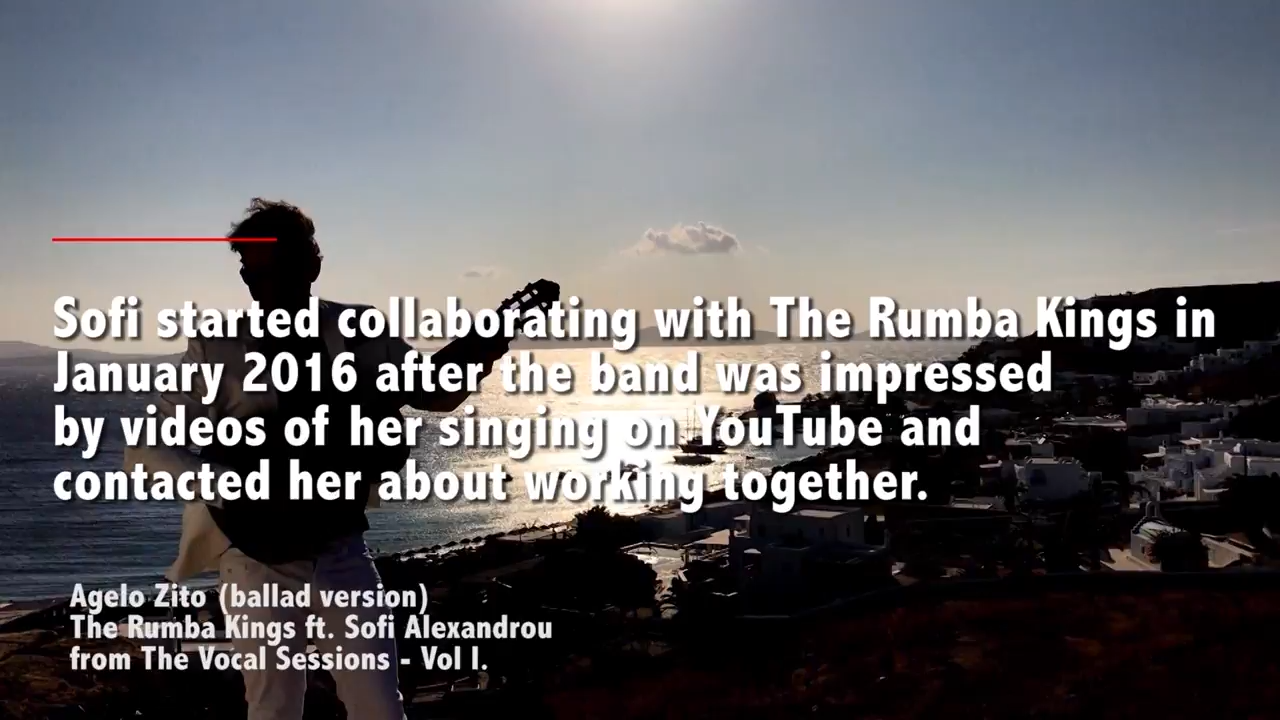 Sofi started collaborating with The Rumba Kings in
January 2016 after the band was impressed
by videos of her singing on YouTube and
contacted her about working together.
Agelo Zito (ballad version)
The Rumba Kings ft. Sofi Alexandrou
from The Vocal Sessions - Vol I.